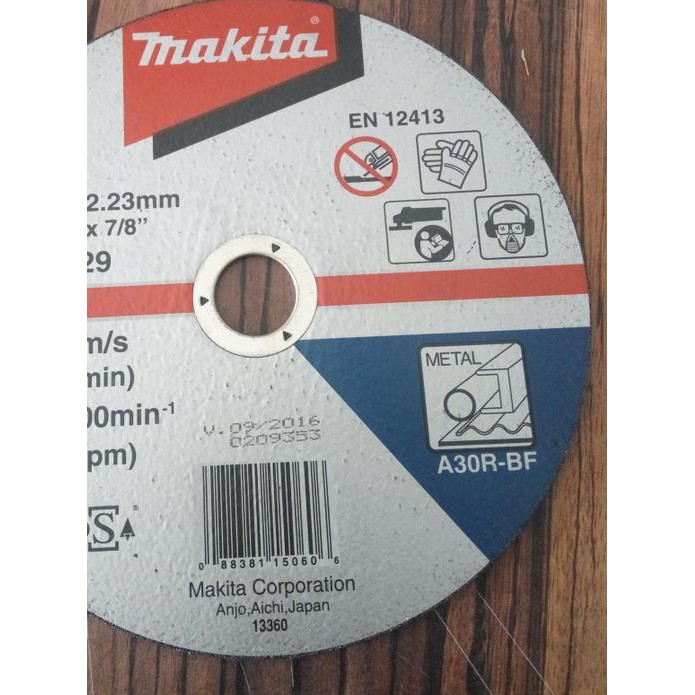 makita®
EN 12413
2.23mm
x 7/8”
29
m/s
min)
00min-1
pm)
METAL
A30R-BF
V.09/2016
0209353
S
®
0 88381 15060 6
Makita Corporation
Anjo,Aichi,Japan
13360